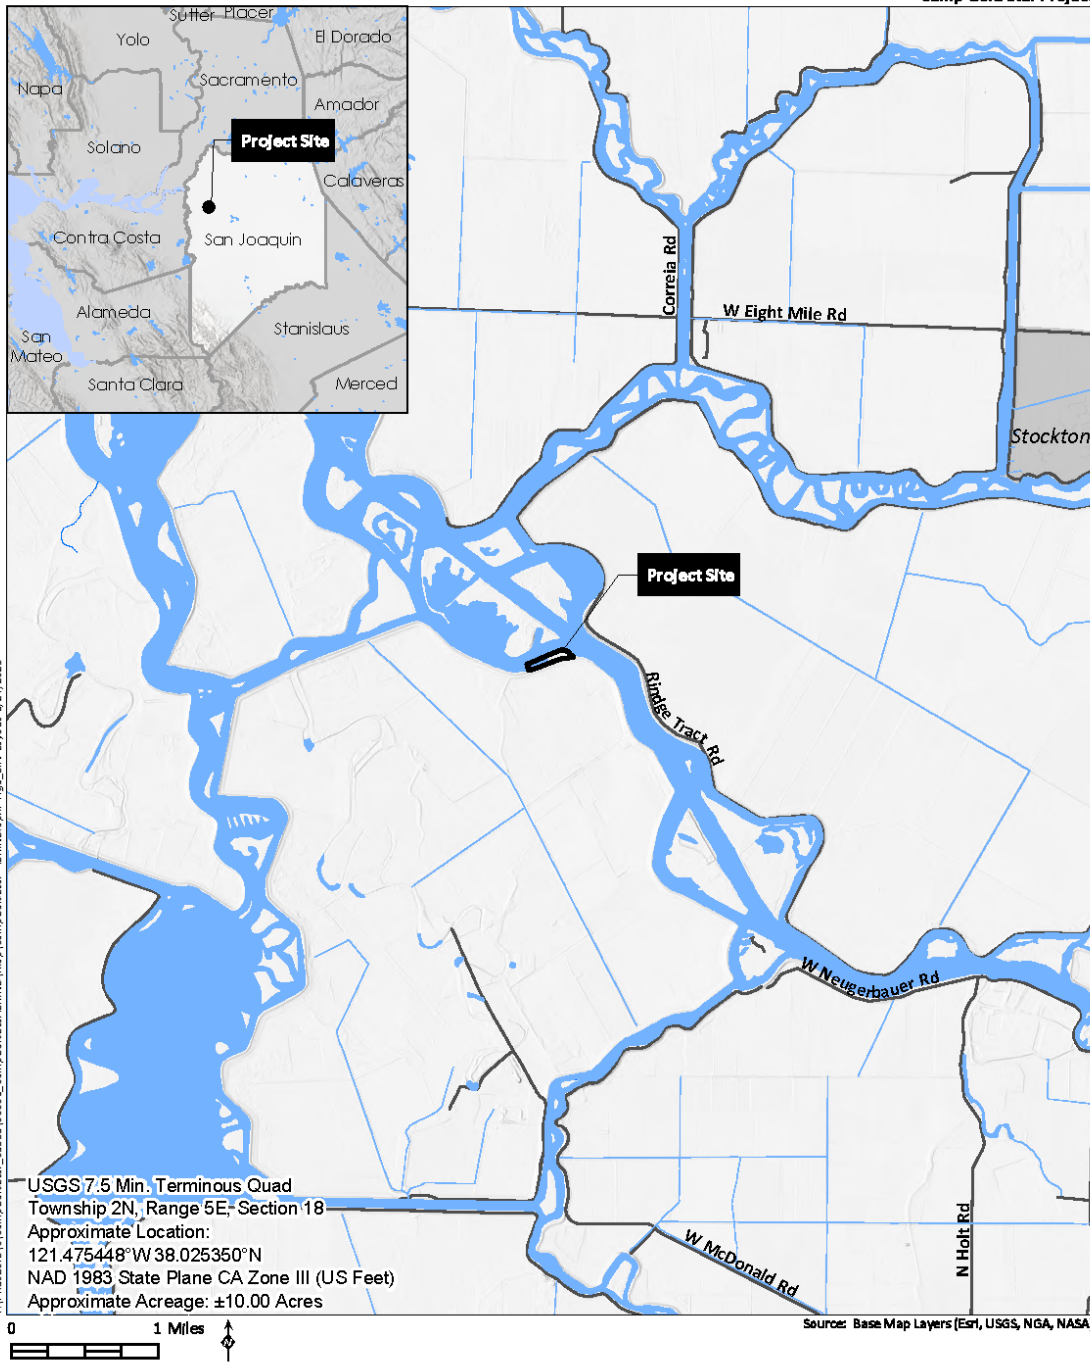 Sutter Placer
Yolo
El Dorado
Napa
Sacramento
Amador
Solano
Project Site
Calaveras
Contra Costa
San Joaquin
Alameda
Stanislaus
San
Mateo
Santa Clara
Merced
Correia Rd
W Eight Mile Rd
Stockton
Project Site
Rindge Tract Rd
W Neugerbauer Rd
N Holt Rd
W McDonald Rd
USGS 7.5 Min. Terminous Quad
Township 2N, Range 5E, Section 18
Approximate Location:
121.475448°W 38.025350°N
NAD 1983 State Plane CA Zone III (US Feet)
Approximate Acreage: ±10.00 Acres
0 1 Miles
N
Source: Base Map Layers (Esri, USGS, NGA, NASA